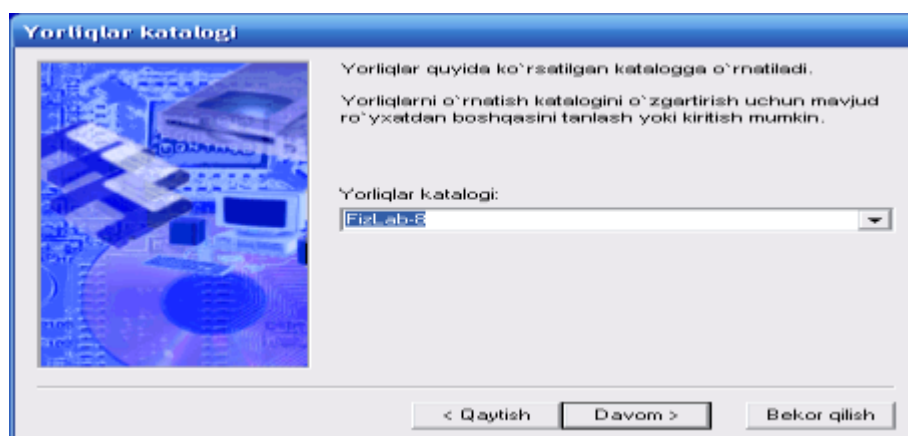 Yorliqlar katalogi
Yorliqlar quyida ko`rsatilgan katalogga o`rnatiladi.
Yorliqlarni o`rnatish katalogini o`zgartirish uchun mavjud
ro`yxatdan boshqasini tanlash yoki kiritish mumkin.
Yorliqlar katalogi:
FizLab-8
< Qaytish
Davom >
Bekor qilish